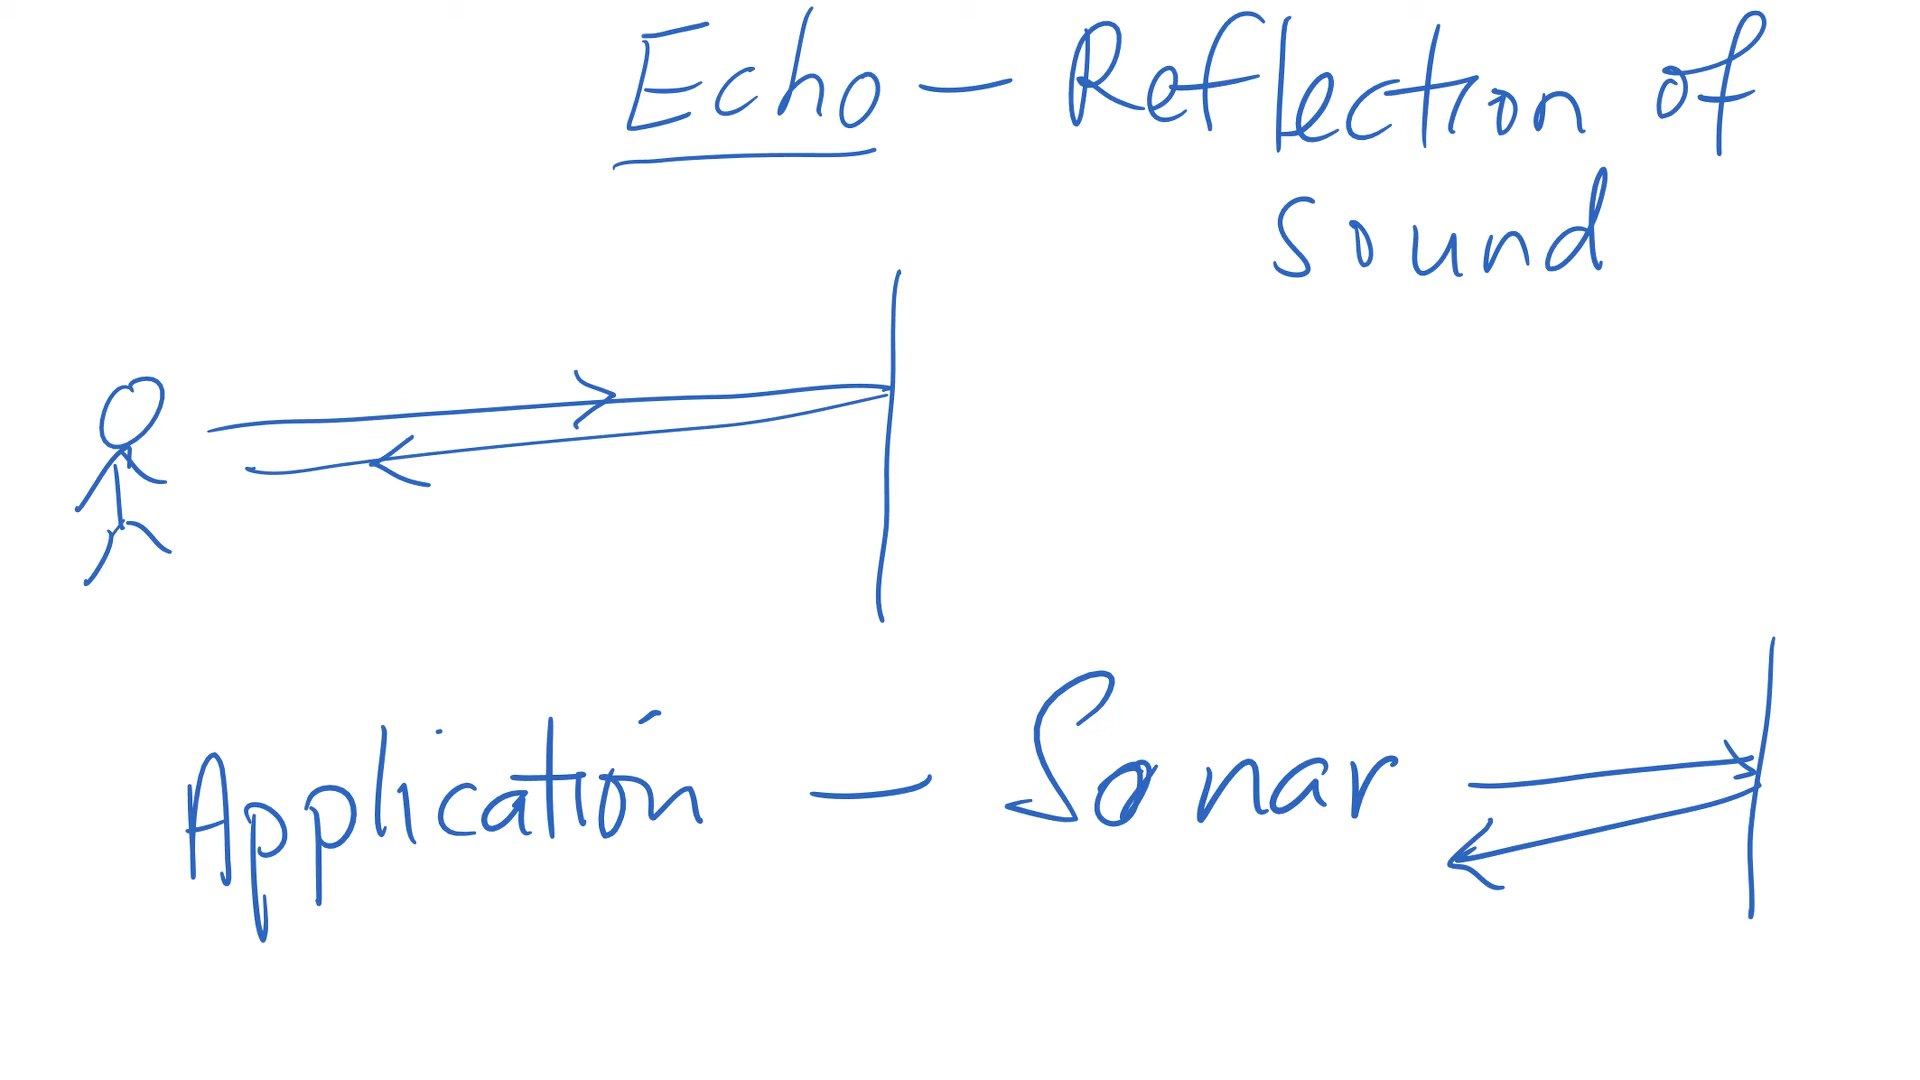 Echo — Reflection of
Sound
Application — Sonar